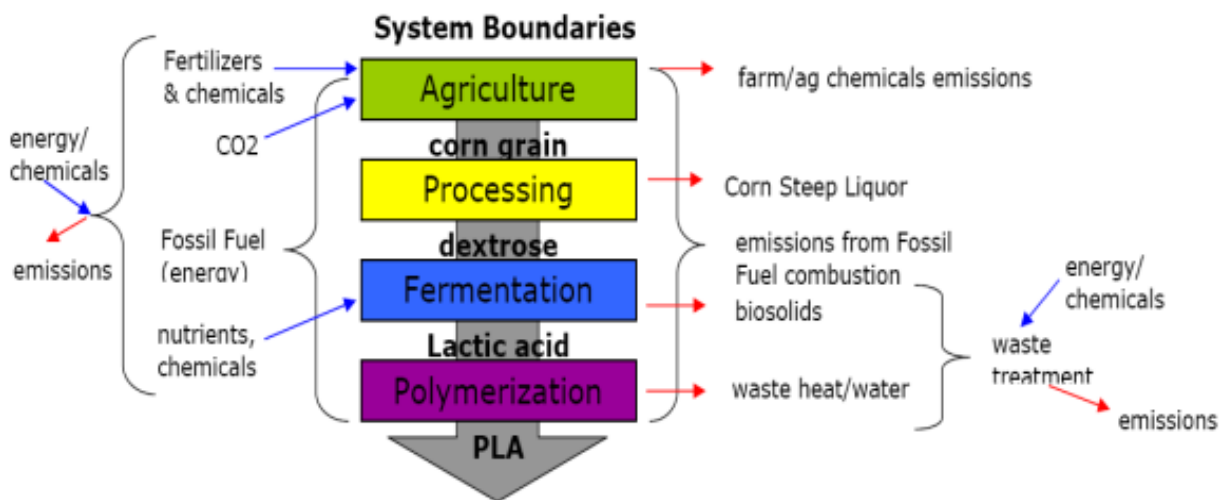 System Boundaries
Fertilizers
& chemicals
CO2
energy/
chemicals
emissions
Fossil Fuel
(energy)
nutrients,
chemicals
Agriculture
corn grain
Processing
dextrose
Fermentation
Lactic acid
Polymerization
PLA
farm/ag chemicals emissions
Corn Steep Liquor
emissions from Fossil
Fuel combustion
biosolids
waste heat/water
energy/
chemicals
waste
treatment
emissions